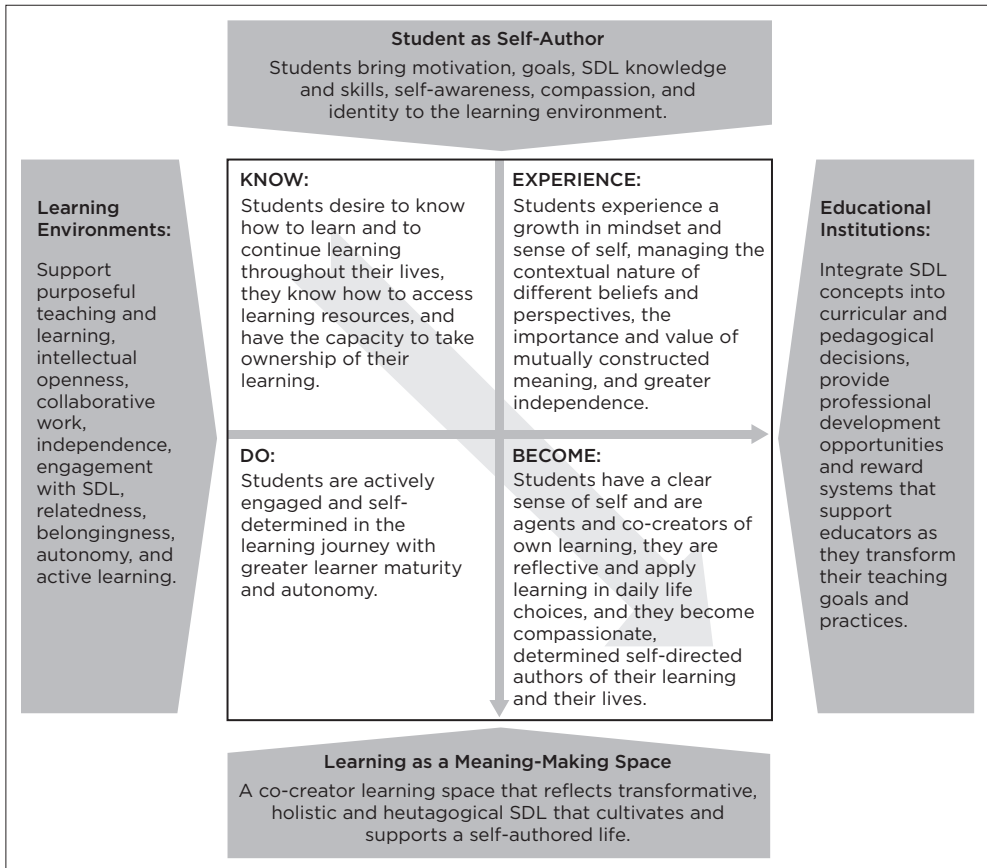 Student as Self-Author
Students bring motivation, goals, SDL knowledge
and skills, self-awareness, compassion, and
identity to the learning environment.
Learning
Environments:
Support
purposeful
teaching and
learning,
intellectual
openness,
collaborative
work,
independence,
engagement
with SDL,
relatedness,
belongingness,
autonomy, and
active learning.
KNOW:
Students desire to know
how to learn and to
continue learning
throughout their lives,
they know how to access
learning resources, and
have the capacity to take
ownership of their
learning.
EXPERIENCE:
Students experience a
growth in mindset and
sense of self, managing the
contextual nature of
different beliefs and
perspectives, the
importance and value of
mutually constructed
meaning, and greater
independence.
DO:
Students are actively
engaged and self-
determined in the
learning journey with
greater learner maturity
and autonomy.
BECOME:
Students have a clear
sense of self and are
agents and co-creators of
own learning, they are
reflective and apply
learning in daily life
choices, and they become
compassionate,
determined self-directed
authors of their learning
and their lives.
Educational
Institutions:
Integrate SDL
concepts into
curricular and
pedagogical
decisions,
provide
professional
development
opportunities
and reward
systems that
support
educators as
they transform
their teaching
goals and
practices.
Learning as a Meaning-Making Space
A co-creator learning space that reflects transformative,
holistic and heutagogical SDL that cultivates and
supports a self-authored life.